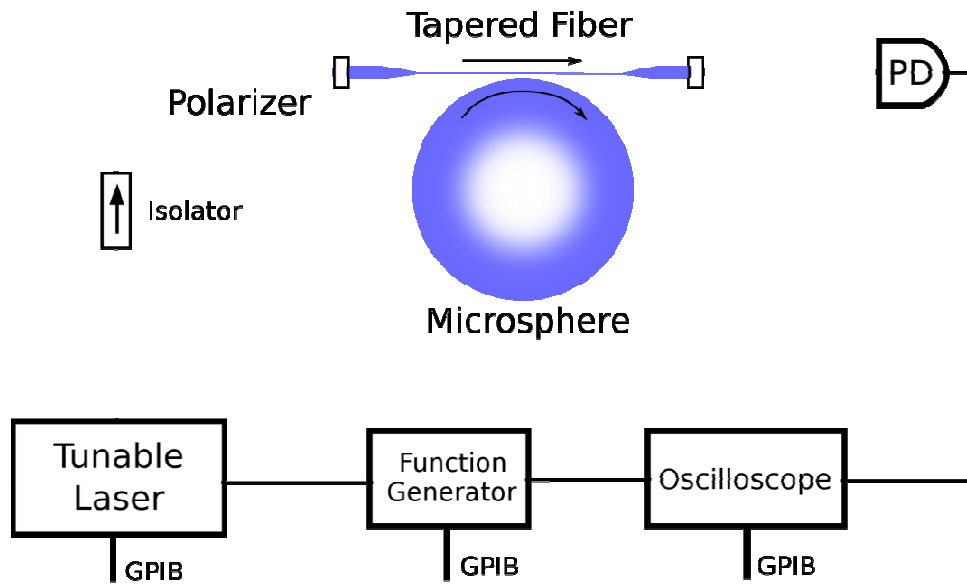 Tapered Fiber
PD
Polarizer
Isolator
Microsphere
Tunable
Laser
Function
Generator
Oscilloscope
GPIB
GPIB
GPIB